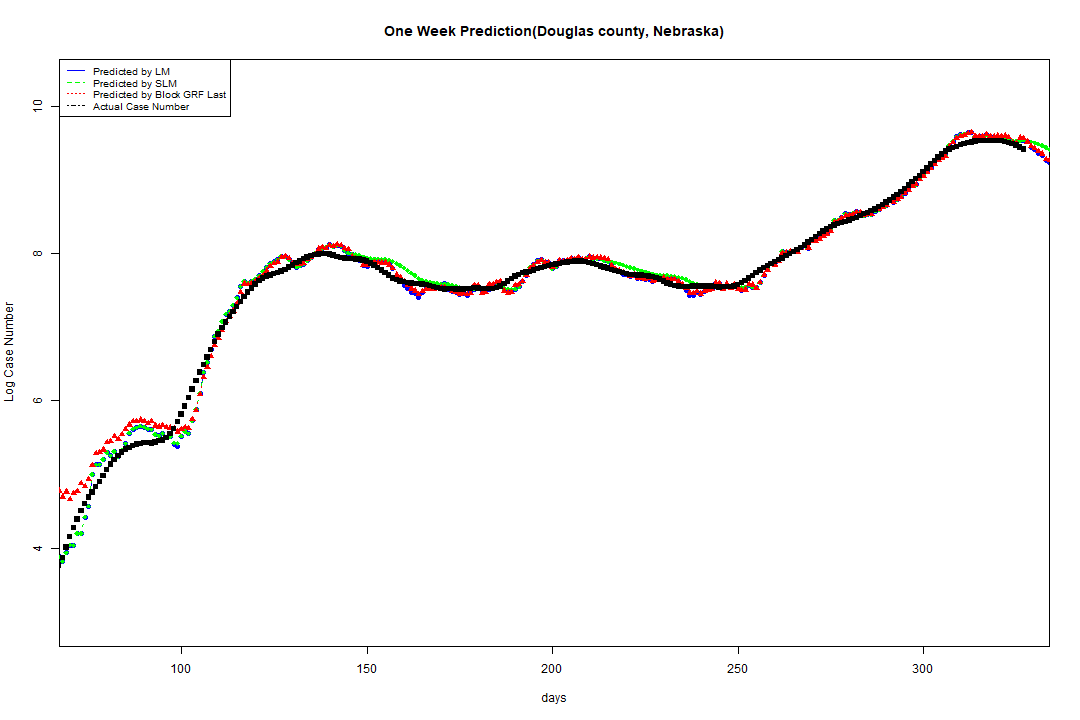 One Week Prediction(Douglas county, Nebraska)
Predicted by LM
Predicted by SLM
Predicted by Block GRF Last
Actual Case Number
10
8
6
4
Log Case Number
100 150 200 250 300
days